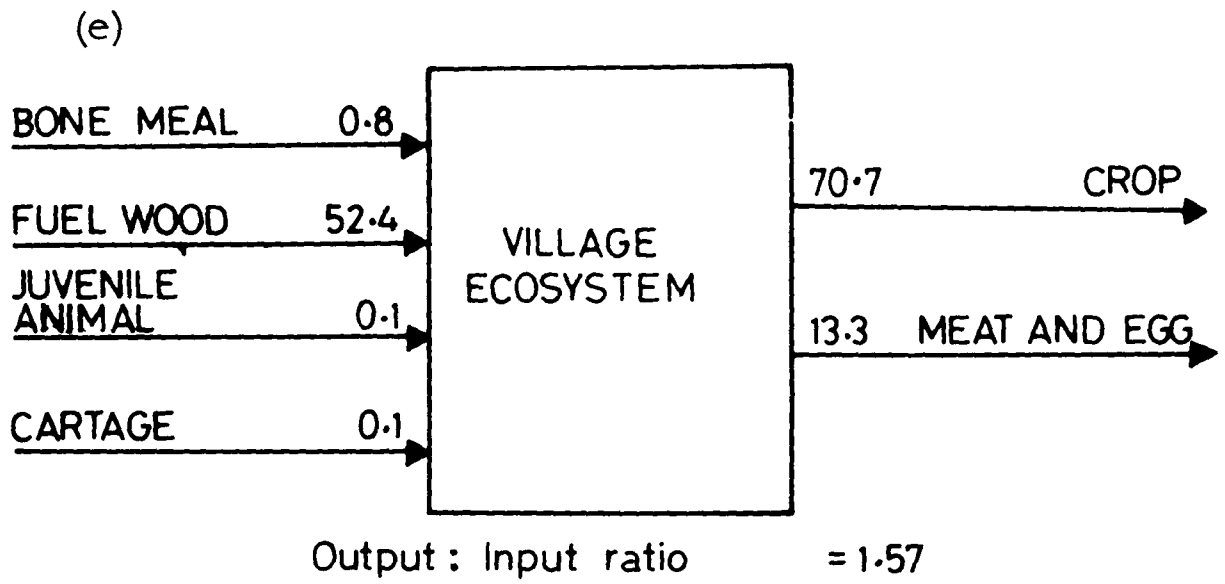 (e)
BONE MEAL 0·8
FUEL WOOD 52·4
JUVENILE
ANIMAL 0·1
CARTAGE 0·1
VILLAGE
ECOSYSTEM
70·7 CROP
13·3 MEAT AND EGG
Output : Input ratio = 1·57